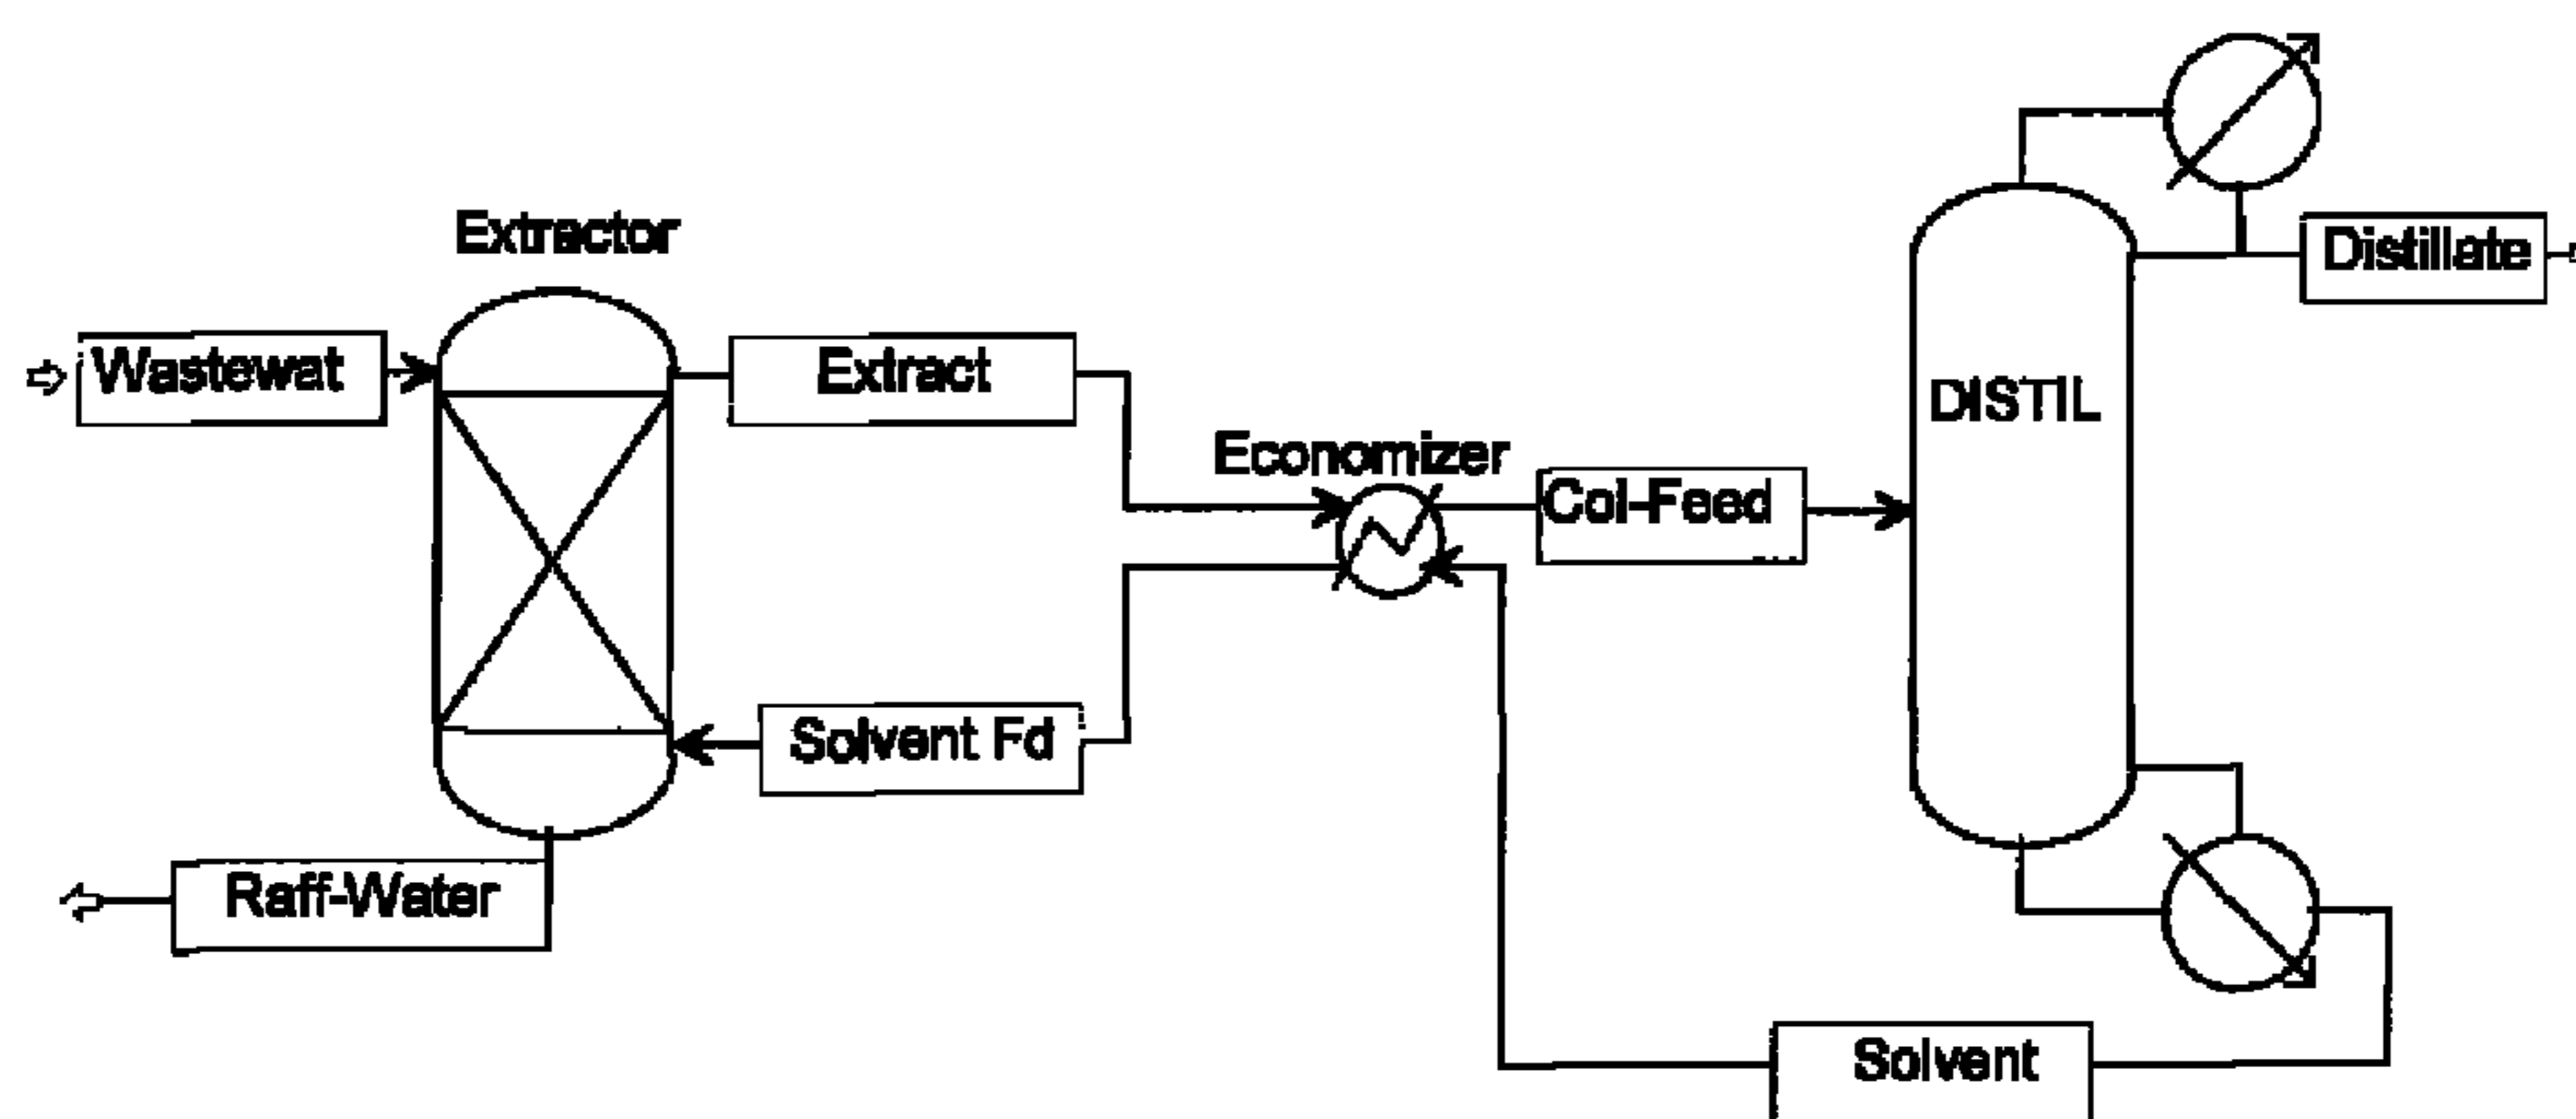 Extractor
Distillate
Wastewat
Extract
DISTIL
Economizer
Col-Feed
Solvent Fd
Raff-Water
Solvent